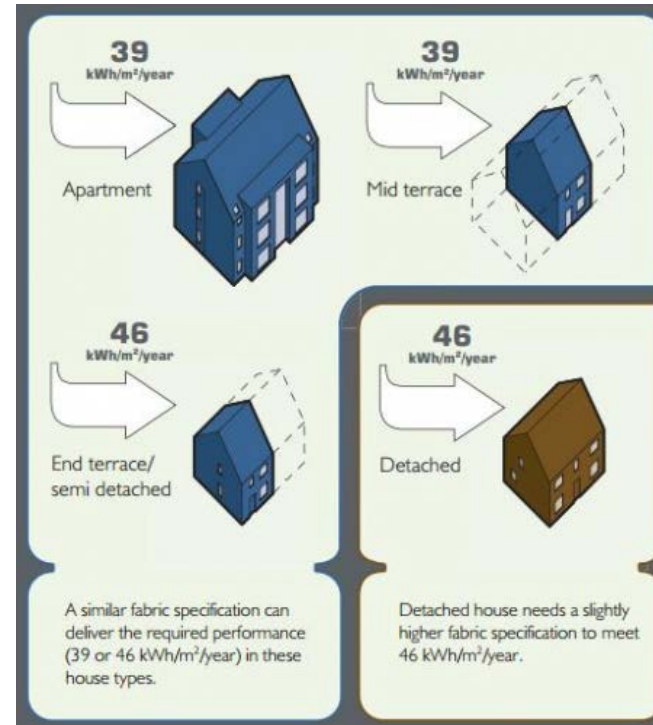 39
kWh/m²/year
Apartment
39
kWh/m²/year
Mid terrace
46
kWh/m²/year
End terrace/
semi detached
46
kWh/m²/year
Detached
A similar fabric specification can
deliver the required performance
(39 or 46 kWh/m²/year) in these
house types.
Detached house needs a slightly
higher fabric specification to meet
46 kWh/m²/year.